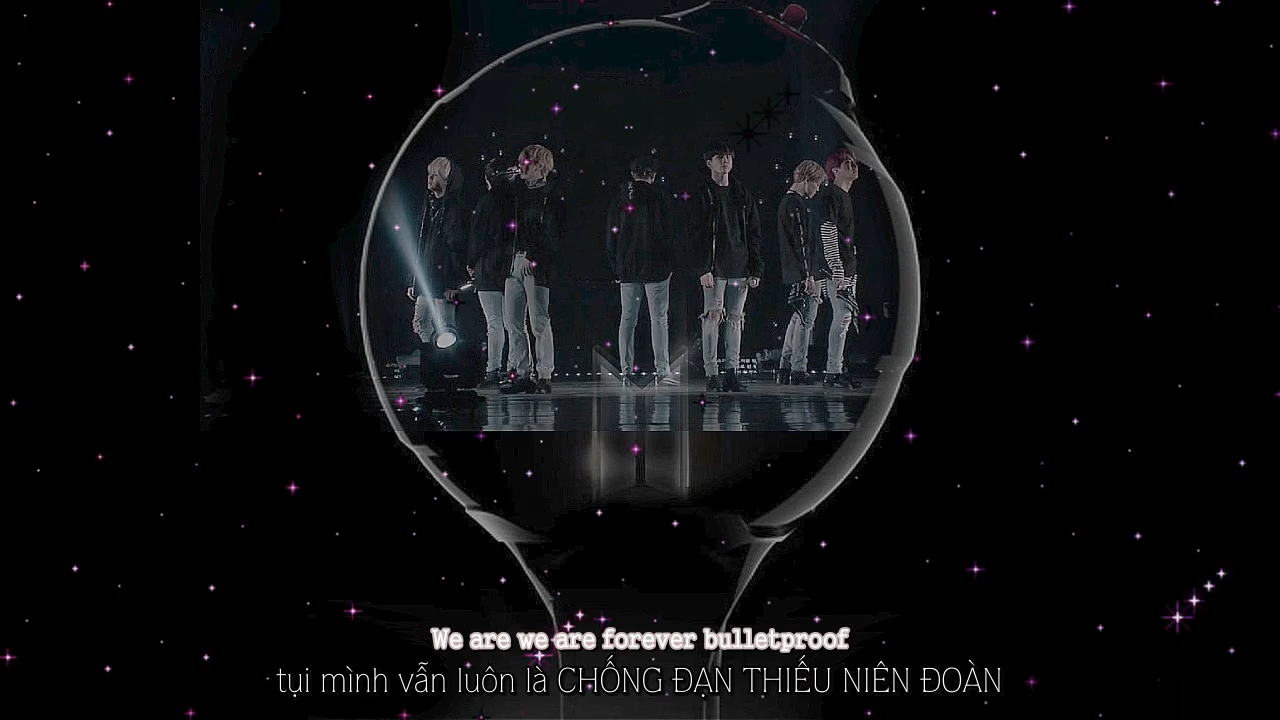 We are we are forever bulletproof
tụi mình vẫn luôn là CHỐNG ĐẠN THIẾU NIÊN ĐOÀN